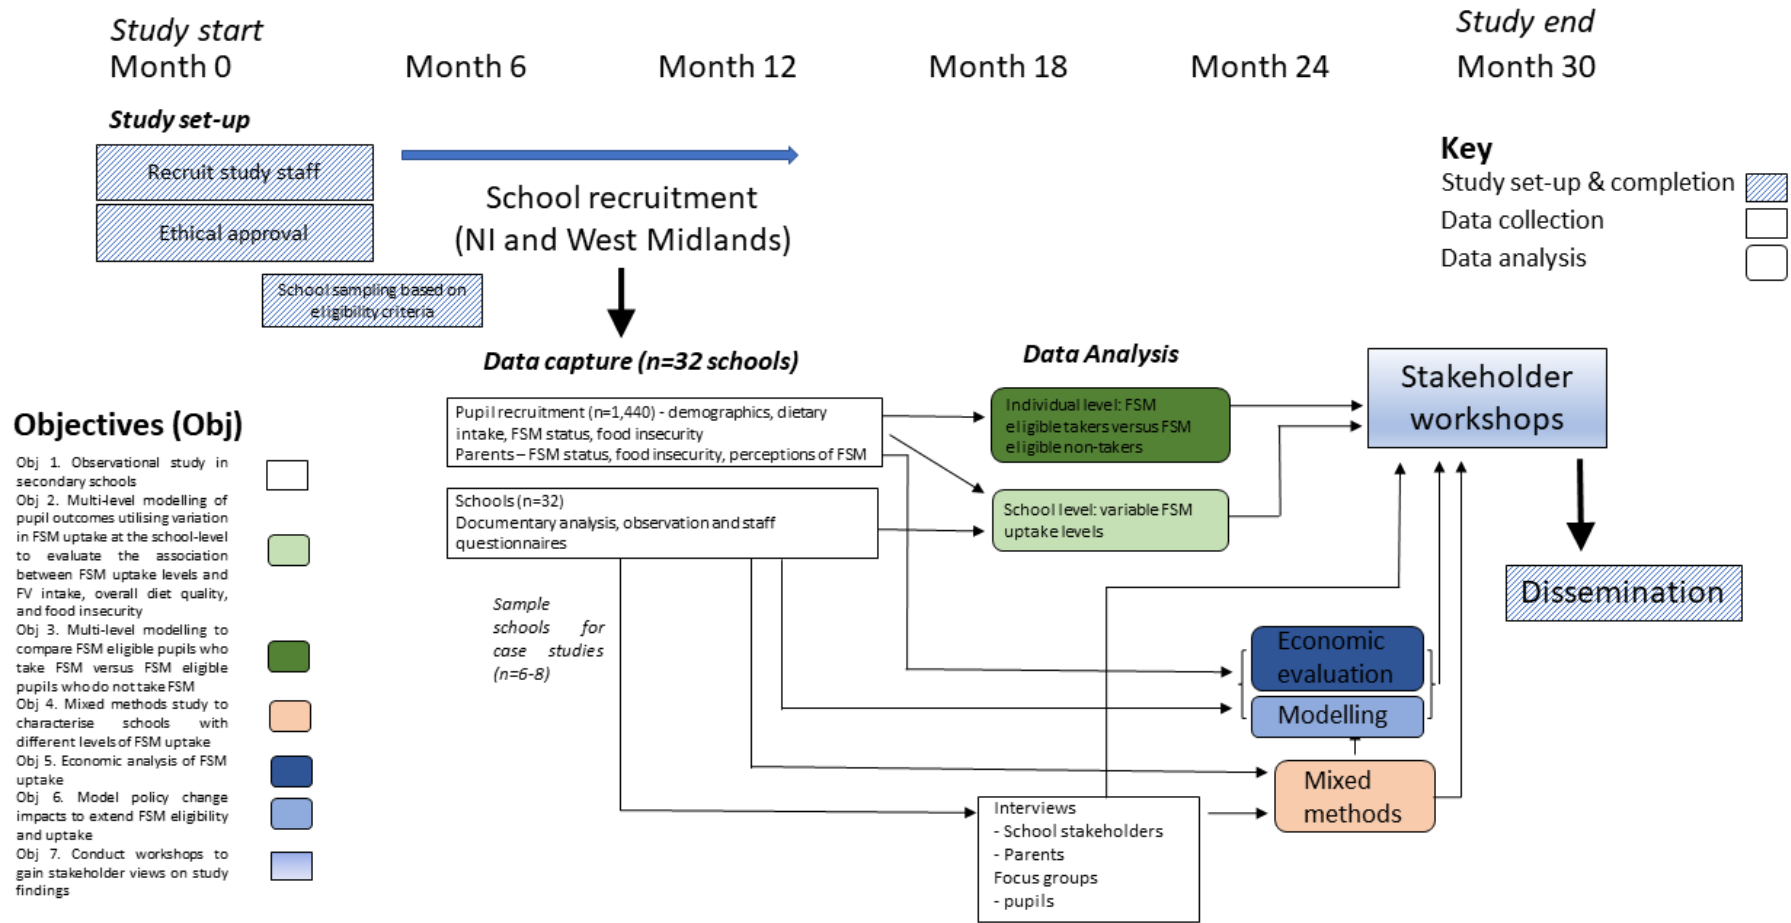 Study start
Study end
Month 0
Month 6
Month 12
Month 18
Month 24
Month 30
Study set-up
Recruit study staff
Ethical approval
School sampling based on
eligibility criteria
School recruitment
(NI and West Midlands)
Key
Study set-up & completion
Data collection
Data analysis
Data capture (n=32 schools)
Pupil recruitment (n=1,440) - demographics, dietary
intake, FSM status, food insecurity
Parents – FSM status, food insecurity, perceptions of FSM
Schools (n=32)
Documentary analysis, observation and staff
questionnaires
Data Analysis
Individual level: FSM
eligible takers versus FSM
eligible non-takers
School level: variable FSM
uptake levels
Stakeholder
workshops
Dissemination
Objectives (Obj)
Obj 1. Observational study in
secondary schools
Obj 2. Multi-level modelling of
pupil outcomes utilising variation
in FSM uptake at the school-level
to evaluate the association
between FSM uptake levels and
FV intake, overall diet quality,
and food insecurity
Obj 3. Multi-level modelling to
compare FSM eligible pupils who
take FSM versus FSM eligible
pupils who do not take FSM
Obj 4. Mixed methods study to
characterise schools with
different levels of FSM uptake
Obj 5. Economic analysis of FSM
uptake
Obj 6. Model policy change
impacts to extend FSM eligibility
and uptake
Obj 7. Conduct workshops to
gain stakeholder views on study
findings
Sample
schools for
case studies
(n=6-8)
Economic
evaluation
Modelling
Mixed
methods
Interviews
- School stakeholders
- Parents
Focus groups
- pupils